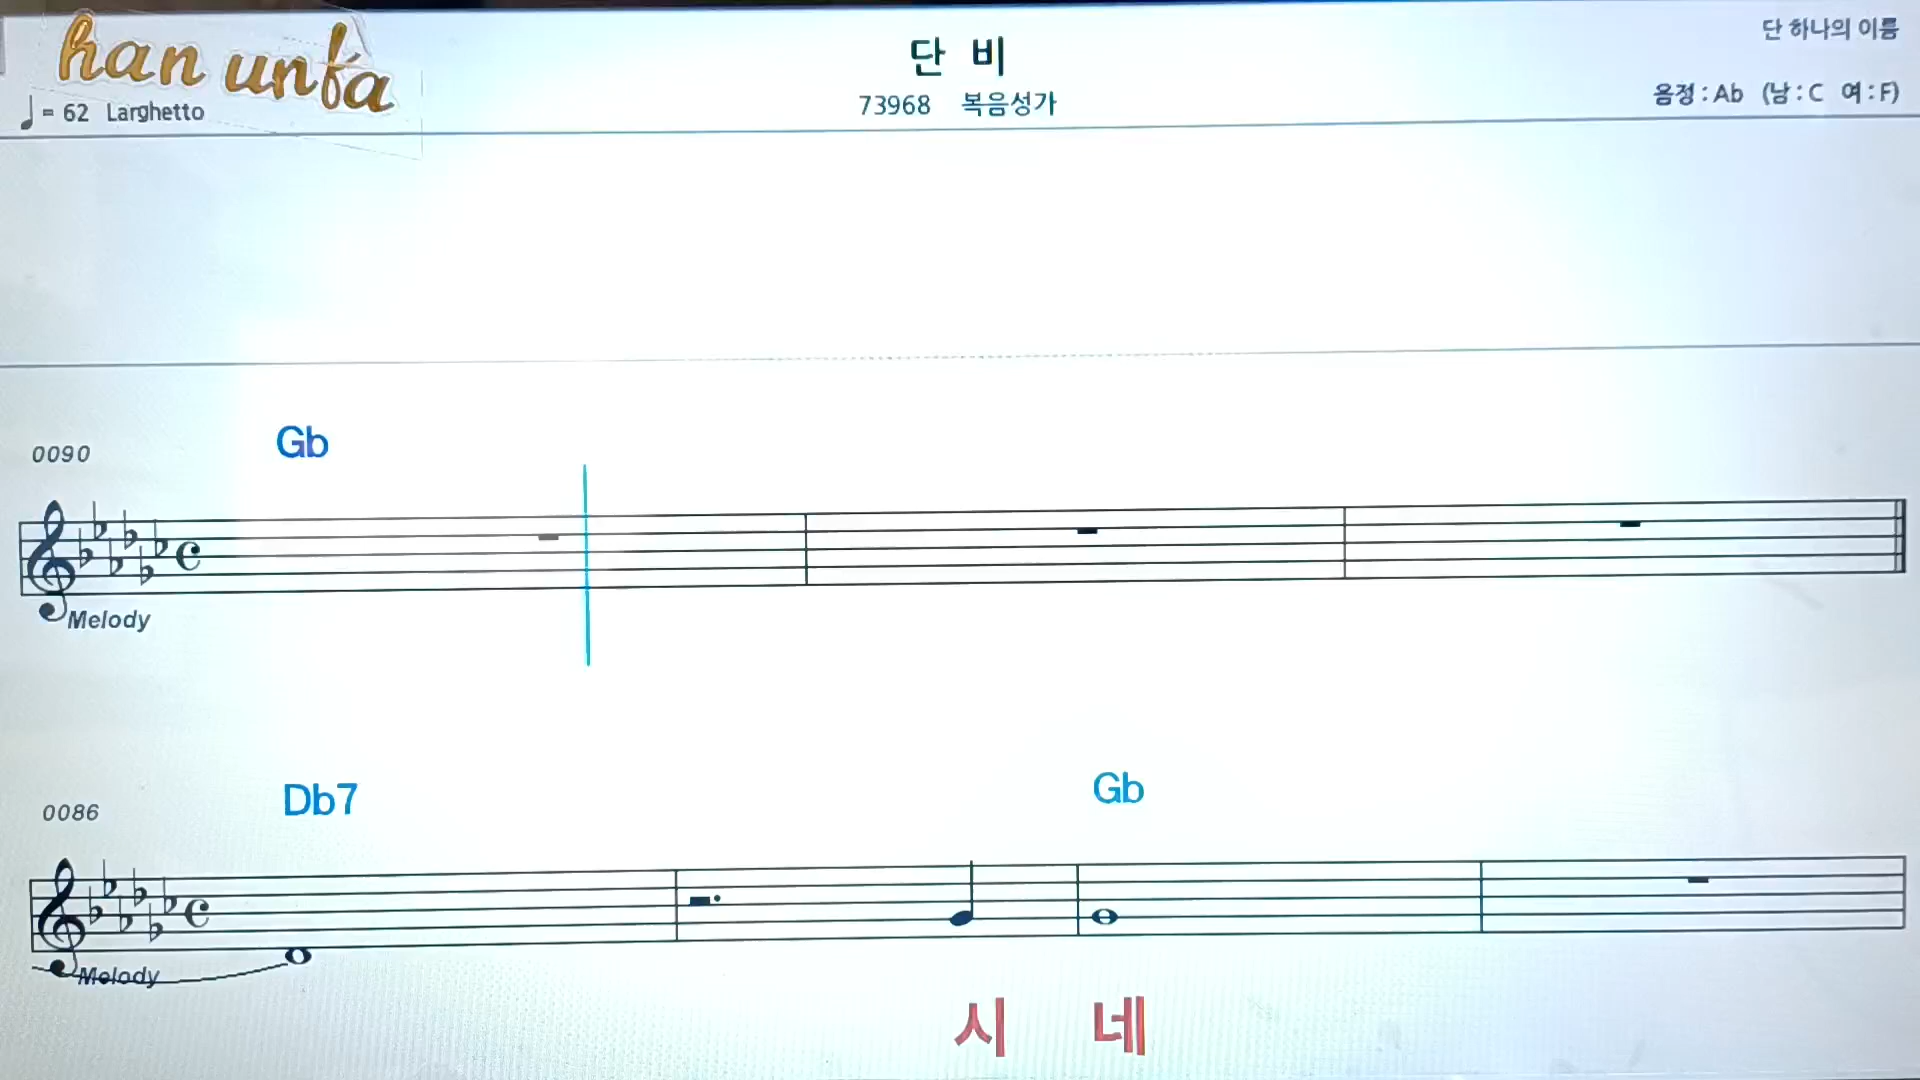 han unfa
♩= 62 Larghetto
단 비
73968 복음성가
단 하나의 이름
음정 : Ab (남 : C 여 : F)
0090
Gb
Melody
0086
Db7
Gb
Melody
시 네